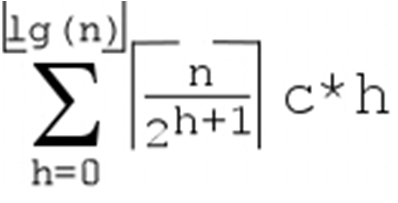 ⌊lg(n)⌋
∑ ⌈n/2^(h+1)⌉ c*h
h=0